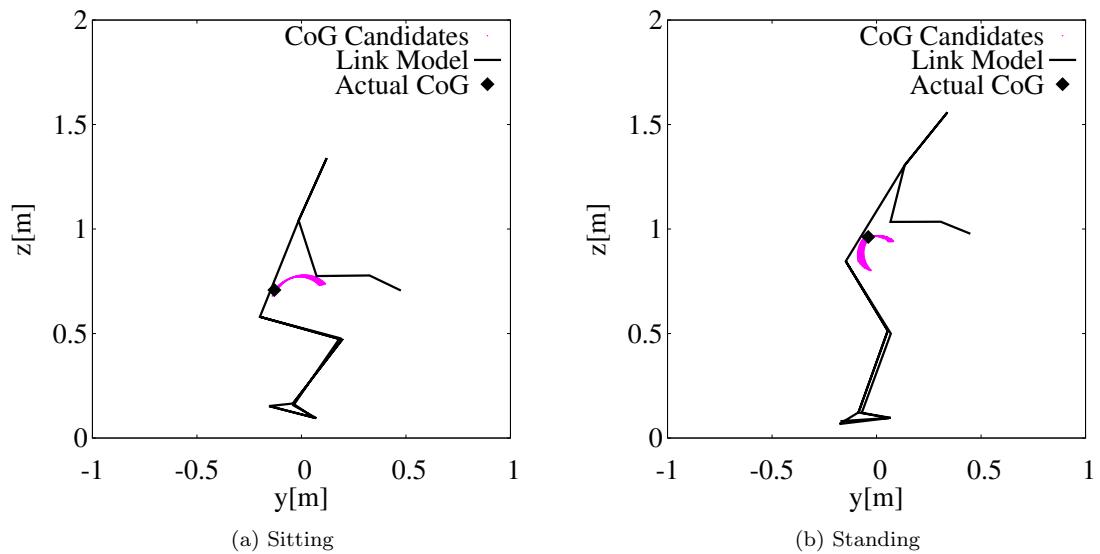 2
1.5
1
0.5
0
-1
-0.5
0
0.5
1
z[m]
y[m]
CoG Candidates
Link Model
Actual CoG
(a) Sitting
2
1.5
1
0.5
0
-1
-0.5
0
0.5
1
z[m]
y[m]
CoG Candidates
Link Model
Actual CoG
(b) Standing